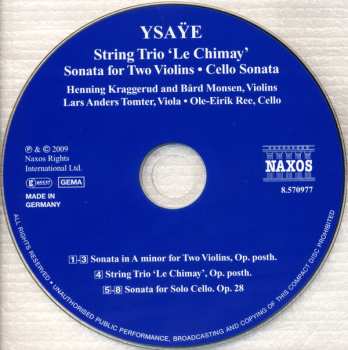 YSAŸE
String Trio ‘Le Chimay’
Sonata for Two Violins • Cello Sonata
Henning Kraggerud and Bård Monsen, Violins
Lars Anders Tomter, Viola • Ole-Eirik Ree, Cello
℗ & © 2009
Naxos Rights
International Ltd.
GEMA
MADE IN
GERMANY
NAXOS
8.570977
1-3 Sonata in A minor for Two Violins, Op. posth.
4 String Trio ‘Le Chimay’, Op. posth.
5-8 Sonata for Solo Cello, Op. 28
ALL RIGHTS RESERVED • UNAUTHORISED PUBLIC PERFORMANCE, BROADCASTING AND COPYING OF THIS COMPACT DISC PROHIBITED